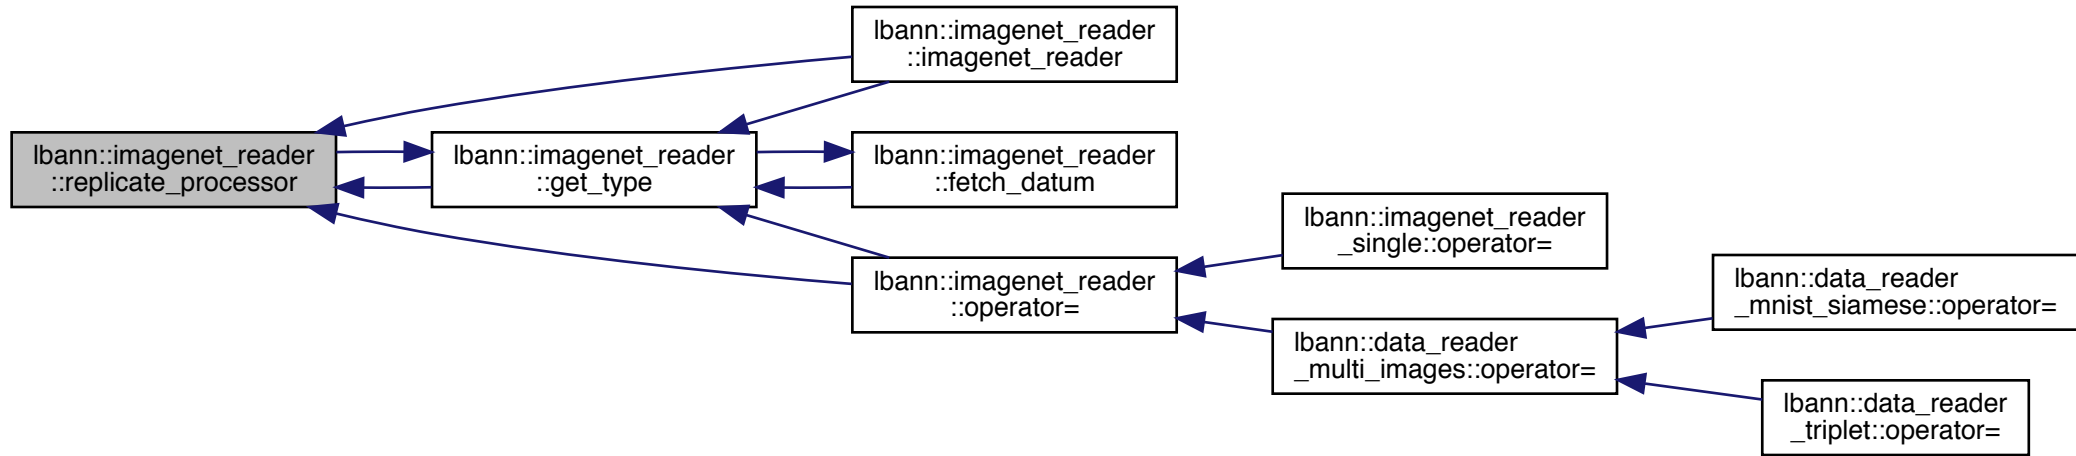 lbann::imagenet_reader
::replicate_processor
lbann::imagenet_reader
::get_type
lbann::imagenet_reader
::imagenet_reader
lbann::imagenet_reader
::fetch_datum
lbann::imagenet_reader
::operator=
lbann::imagenet_reader
_single::operator=
lbann::data_reader
_multi_images::operator=
lbann::data_reader
_mnist_siamese::operator=
lbann::data_reader
_triplet::operator=